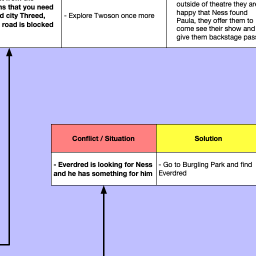 ns that you need
d city Threed,
road is blocked
- Explore Twoson once more
outside of theatre they are
happy that Ness found
Paula, they offer them to
come see their show and
give them backstage pas
Conflict / Situation
Solution
- Everdred is looking for Ness
and he has something for him
- Go to Burgling Park and find
Everdred